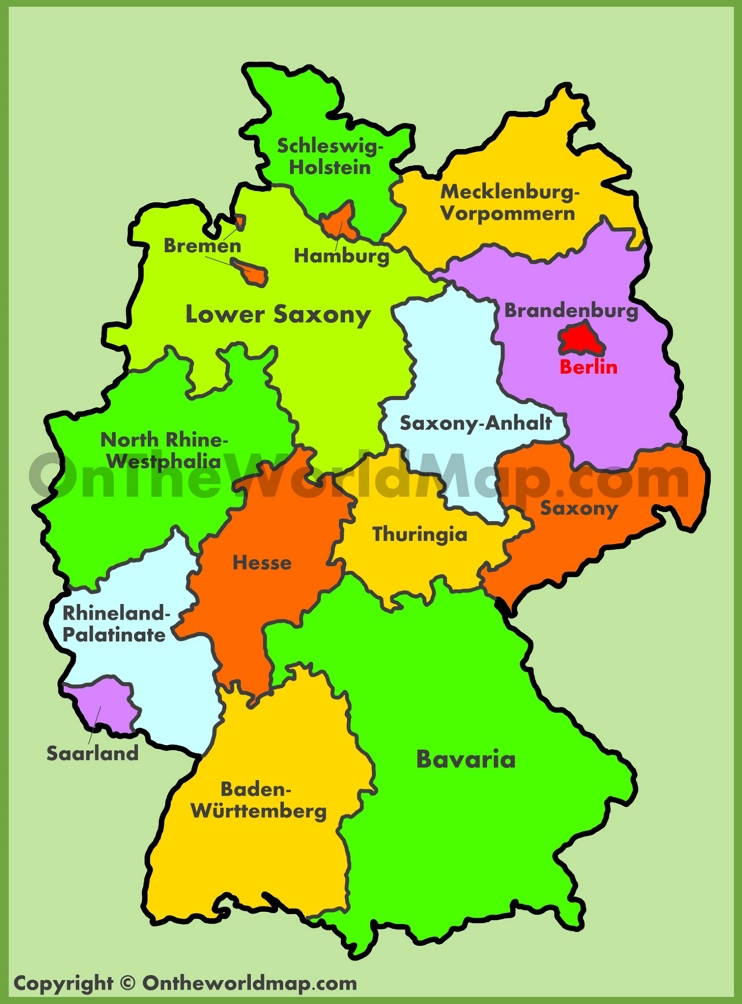 Schleswig-
Holstein
Mecklenburg-
Vorpommern
Bremen
Hamburg
Lower Saxony
Brandenburg
Berlin
Saxony-Anhalt
North Rhine-
Westphalia
OnTheWorldMap.com
Saxony
Thuringia
Hesse
Rhineland-
Palatinate
Saarland
Bavaria
Baden-
Württemberg
Copyright © Ontheworldmap.com